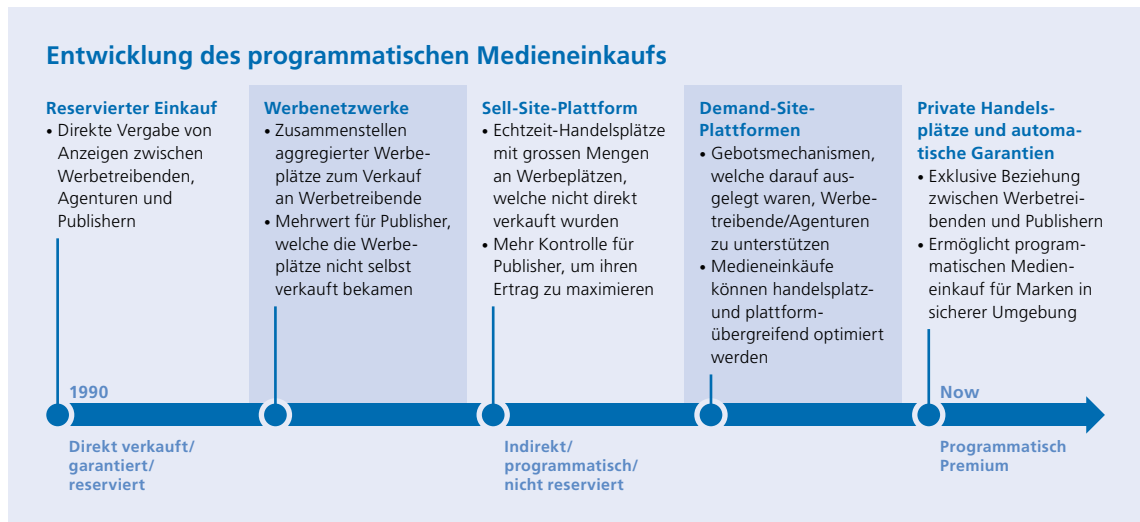 Entwicklung des programmatischen Medieneinkaufs
Reservierter Einkauf
• Direkte Vergabe von
Anzeigen zwischen
Werbetreibenden,
Agenturen und
Publishern
Werbenetzwerke
• Zusammenstellen
aggregierter Werbe-
plätze zum Verkauf
an Werbetreibende
• Mehrwert für Publisher,
welche die Werbe-
plätze nicht selbst
verkauft bekamen
Sell-Site-Plattform
• Echtzeit-Handelsplätze
mit grossen Mengen
an Werbeplätzen,
welche nicht direkt
verkauft wurden
• Mehr Kontrolle für
Publisher, um ihren
Ertrag zu maximieren
Demand-Site-
Plattformen
• Gebotsmechanismen,
welche darauf aus-
gelegt waren, Werbe-
treibende/Agenturen
zu unterstützen
• Medieneinkäufe
können handelsplatz-
und plattform-
übergreifend optimiert
werden
Private Handels-
plätze und automa-
tische Garantien
• Exklusive Beziehung
zwischen Werbetrei-
benden und Publishern
• Ermöglicht program-
matischen Medien-
einkauf für Marken in
sicherer Umgebung
1990
Now
Direkt verkauft/
garantiert/
reserviert
Indirekt/
programmatisch/
nicht reserviert
Programmatisch
Premium